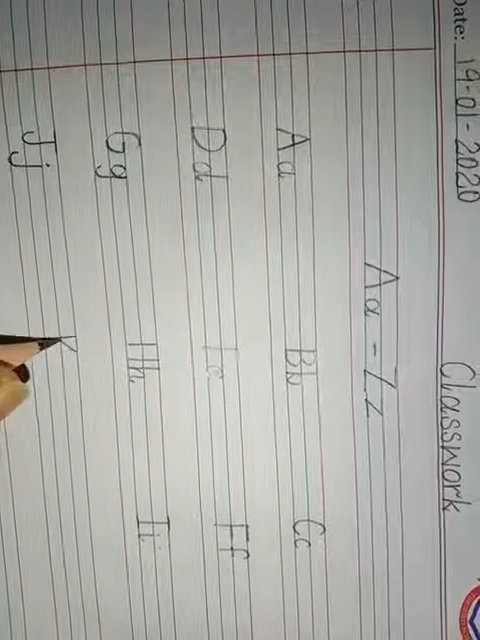 Date: 19-01-2020 Classwork
Aa - Zz
Aa Bb Cc
Dd Ee Ff
Gg Hh Ii
Jj K